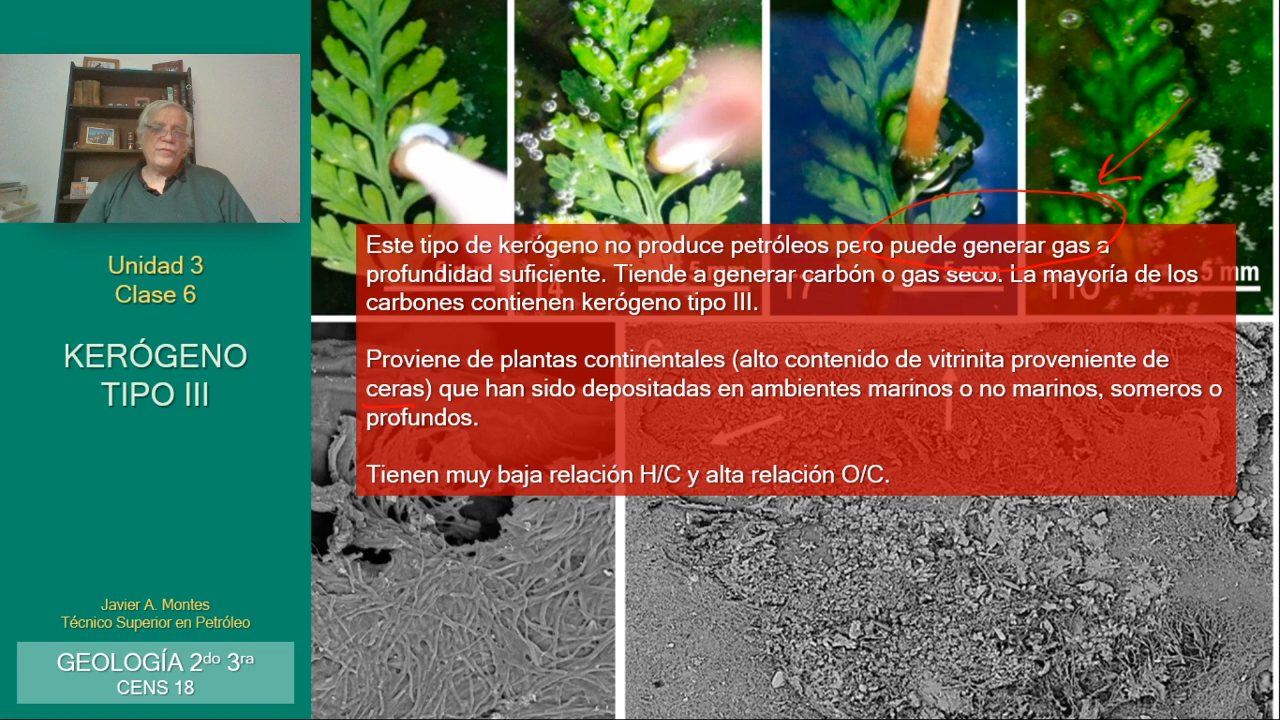 Unidad 3
Clase 6
KERÓGENO
TIPO III
Javier A. Montes
Técnico Superior en Petróleo
GEOLOGÍA 2do 3ra
CENS 18
Este tipo de kerógeno no produce petróleos pero puede generar gas a
profundidad suficiente. Tiende a generar carbón o gas seco. La mayoría de los
carbones contienen kerógeno tipo III.
Proviene de plantas continentales (alto contenido de vitrinita proveniente de
ceras) que han sido depositadas en ambientes marinos o no marinos, someros o
profundos.
Tienen muy baja relación H/C y alta relación O/C.
5 mm